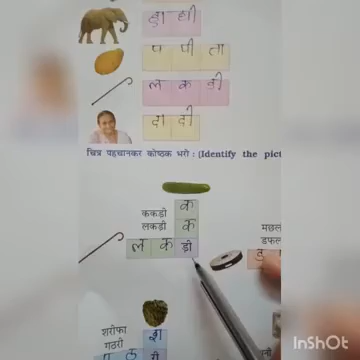 हा थी
प पी ता
ल क ड़ी
दा दी
चित्र पहचानकर कोष्ठक भरो : (Identify the pict
ककड़ी
लकड़ी
क
क
ल क ड़ी
मछल
डफल
ड
शरीफा
गठरी
श
InShOt